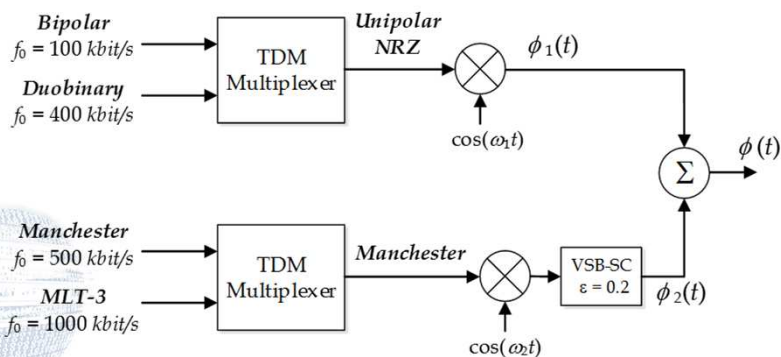 Bipolar
f₀ = 100 kbit/s
Duobinary
f₀ = 400 kbit/s
TDM
Multiplexer
Unipolar
NRZ
ϕ₁(t)
cos(ω₁t)
Σ
ϕ(t)
Manchester
f₀ = 500 kbit/s
MLT-3
f₀ = 1000 kbit/s
TDM
Multiplexer
Manchester
VSB-SC
ε = 0.2
ϕ₂(t)
cos(ω₂t)